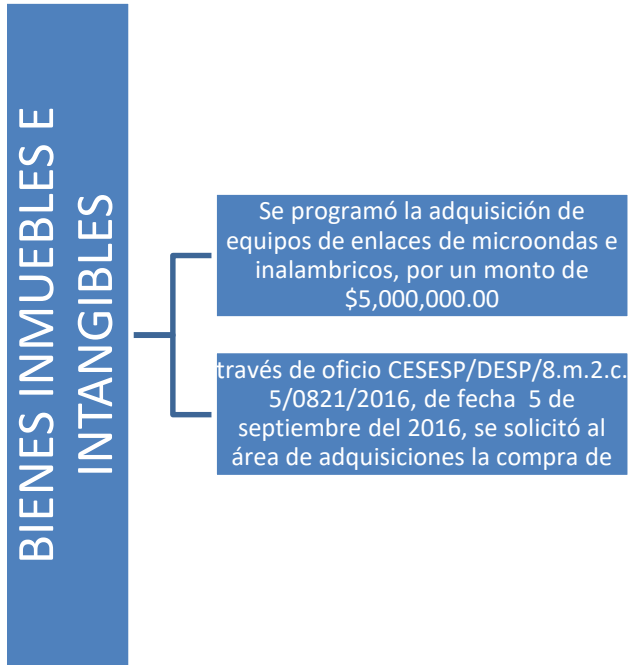 BIENES INMUEBLES E
INTANGIBLES
Se programó la adquisición de
equipos de enlaces de microondas e
inalambricos, por un monto de
$5,000,000.00
través de oficio CESESP/DESP/8.m.2.c.
5/0821/2016, de fecha 5 de
septiembre del 2016, se solicitó al
área de adquisiciones la compra de